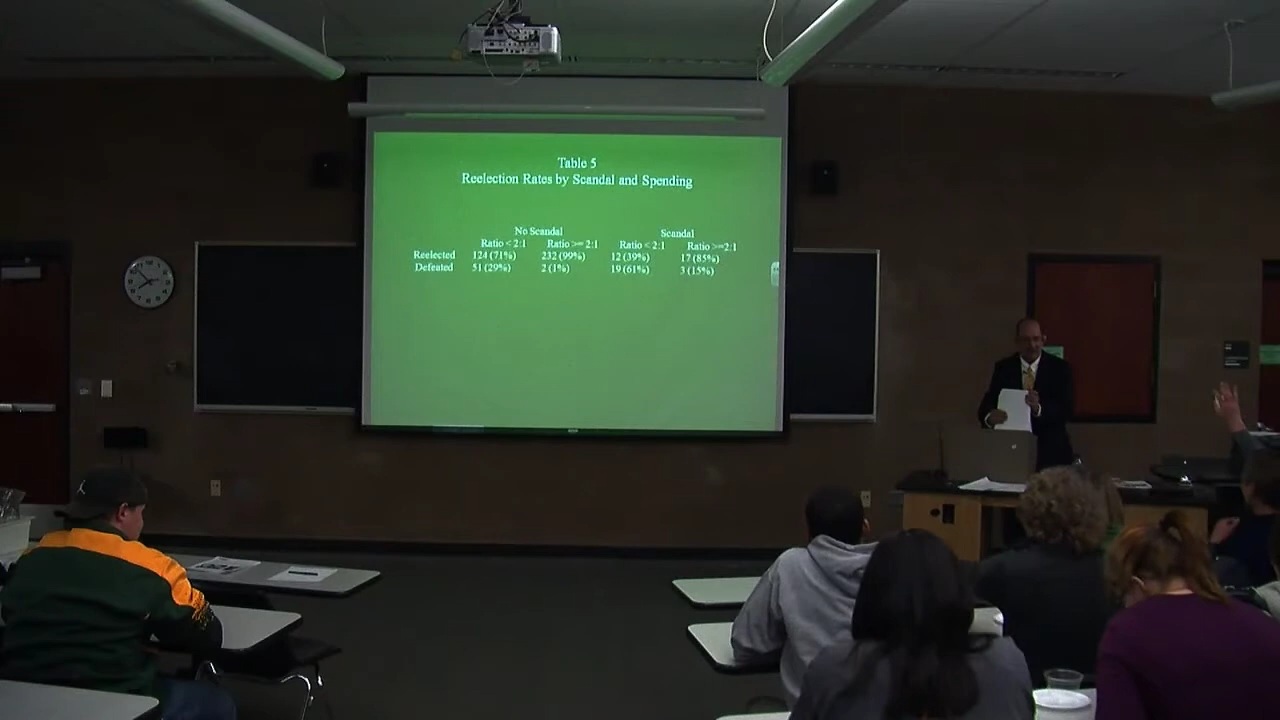 Table 5
Reelection Rates by Scandal and Spending
No Scandal Scandal
Ratio < 2:1 Ratio >= 2:1 Ratio < 2:1 Ratio >=2:1
Reelected 124 (71%) 232 (99%) 12 (39%) 17 (85%)
Defeated 51 (29%) 2 (1%) 19 (61%) 3 (15%)